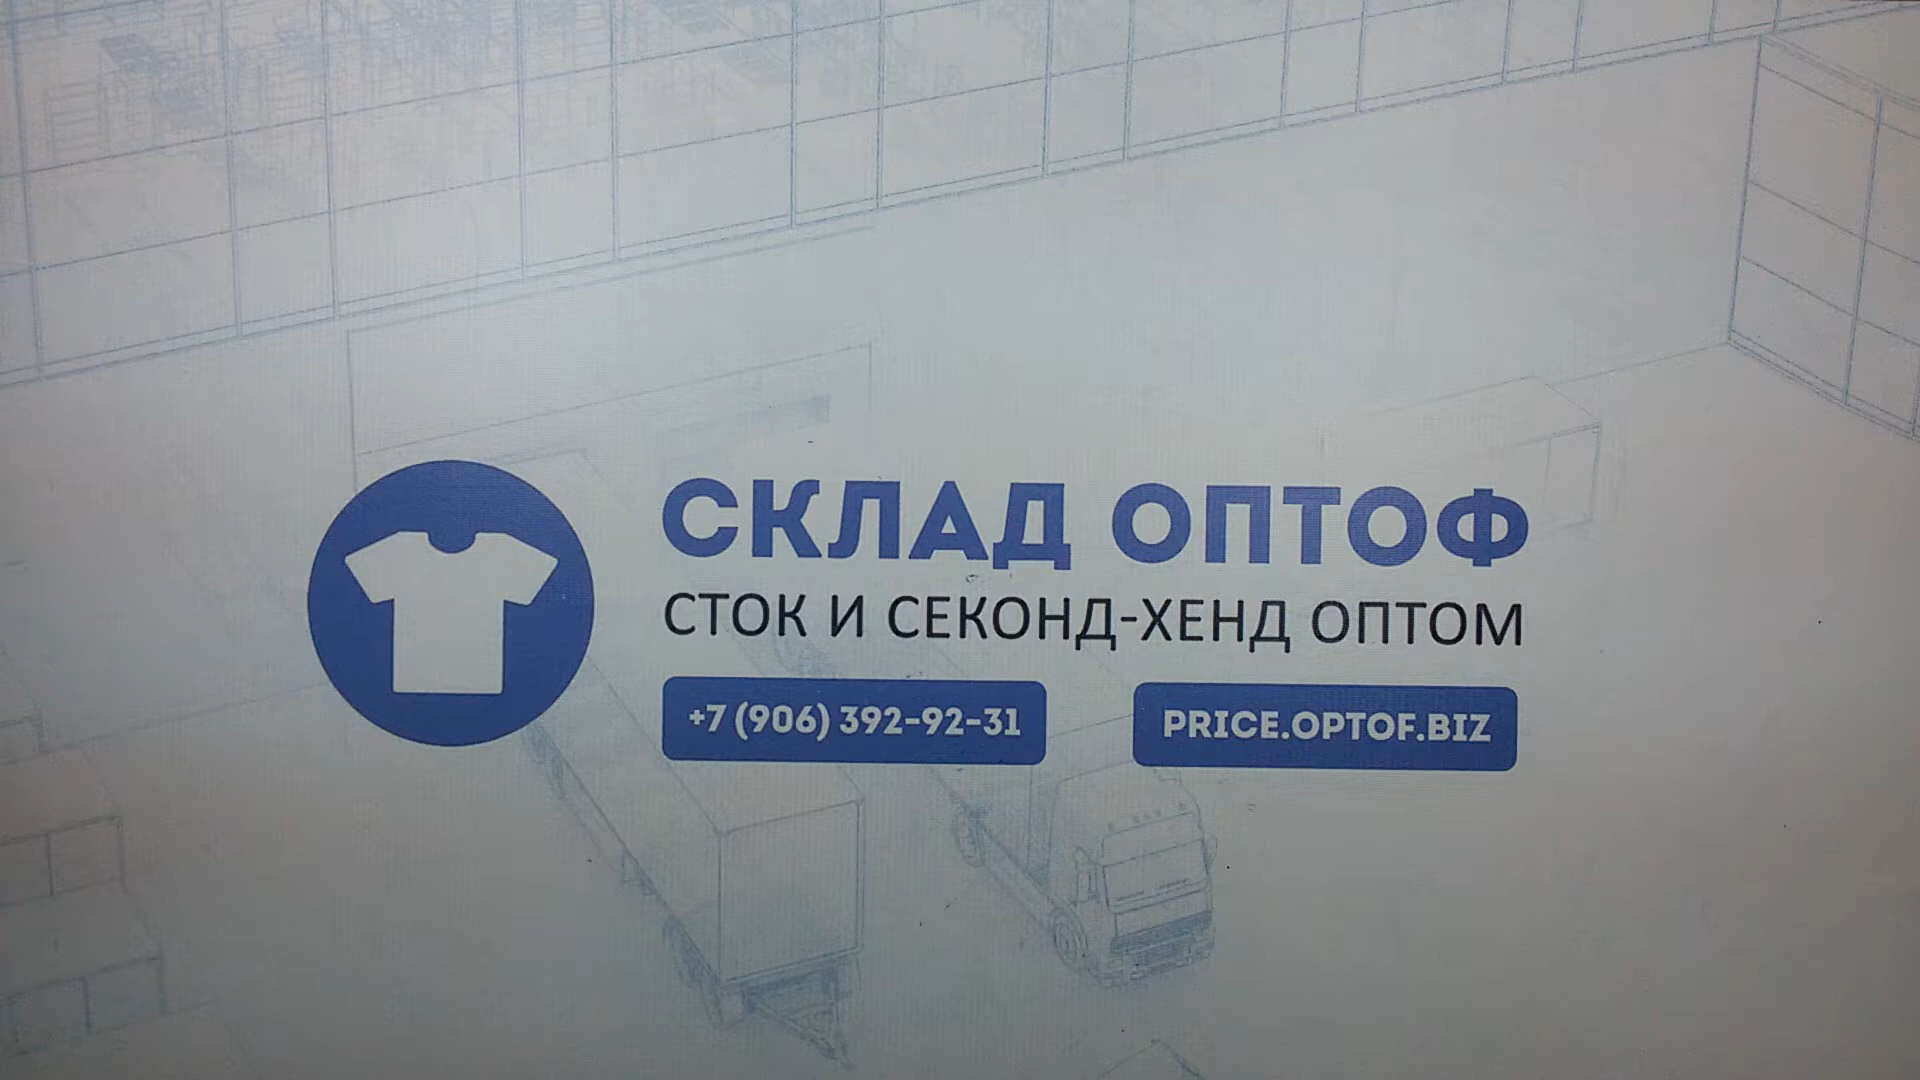 СКЛАД ОПТОФ
СТОК И СЕКОНД-ХЕНД ОПТОМ
+7 (906) 392-92-31
PRICE.OPTOF.BIZ